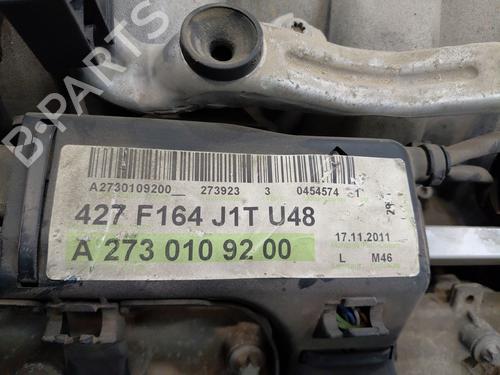 B-PARTS
A2730109200 273923 3 0454574 1
427 F164 J1T U48
A 273 010 92 00
17.11.2011
L M46